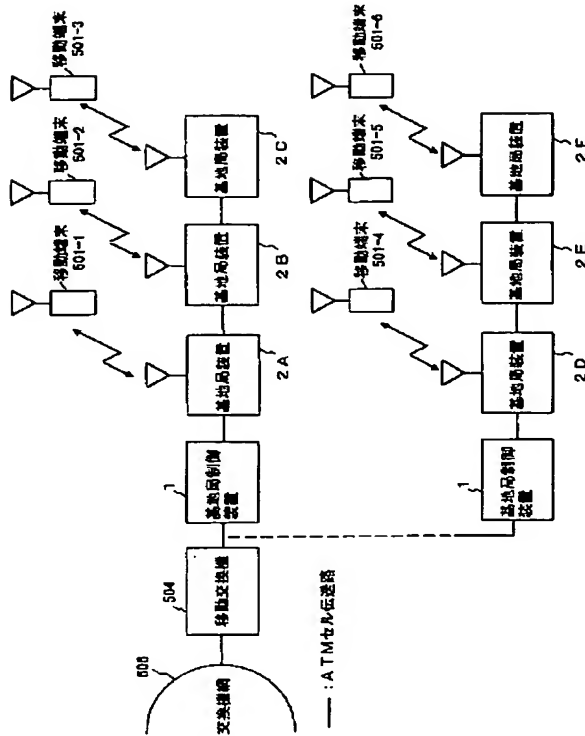 移動端末
501-1
移動端末
501-2
移動端末
501-3
基地局装置
2A
基地局装置
2B
基地局装置
2C
1
基地局制御
装置
504
移動交換機
交換機網
——:ATMセル伝送路
移動端末
501-4
移動端末
501-5
移動端末
501-6
基地局装置
2D
基地局装置
2E
基地局装置
2F
1
基地局制御
装置